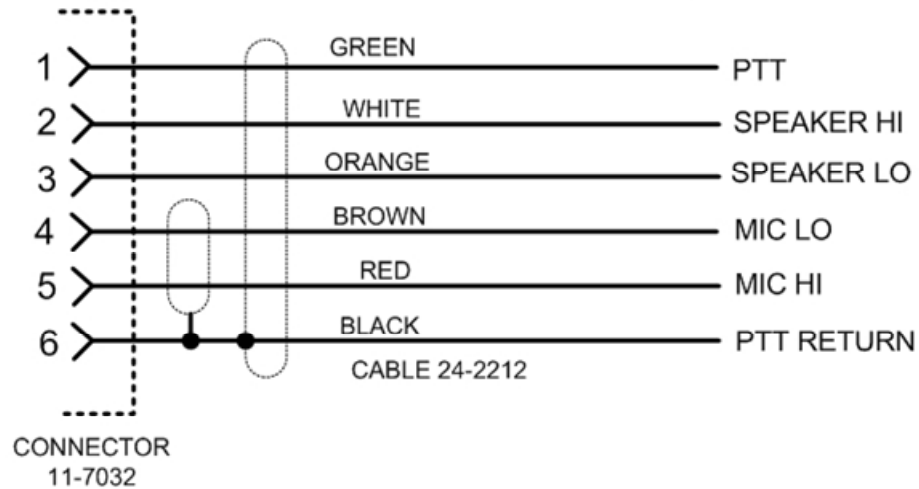 1 GREEN PTT
2 WHITE SPEAKER HI
3 ORANGE SPEAKER LO
4 BROWN MIC LO
5 RED MIC HI
6 BLACK PTT RETURN
CABLE 24-2212
CONNECTOR
11-7032